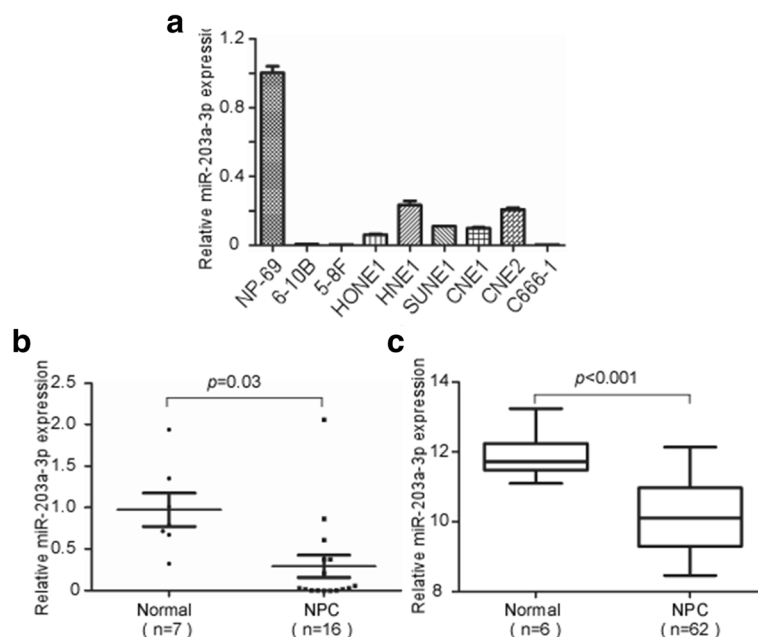 a
Relative miR-203a-3p expression
1.2
0.8
0.4
0
NP-69
6-10B
5-8F
HONE1
HNE1
SUNE1
CNE1
CNE2
C666-1
b
Relative miR-203a-3p expression
2.5
2.0
1.5
1.0
0.5
0
p=0.03
Normal
( n=7 )
NPC
( n=16 )
c
Relative miR-203a-3p expression
14
12
10
8
p<0.001
Normal
( n=6 )
NPC
( n=62 )